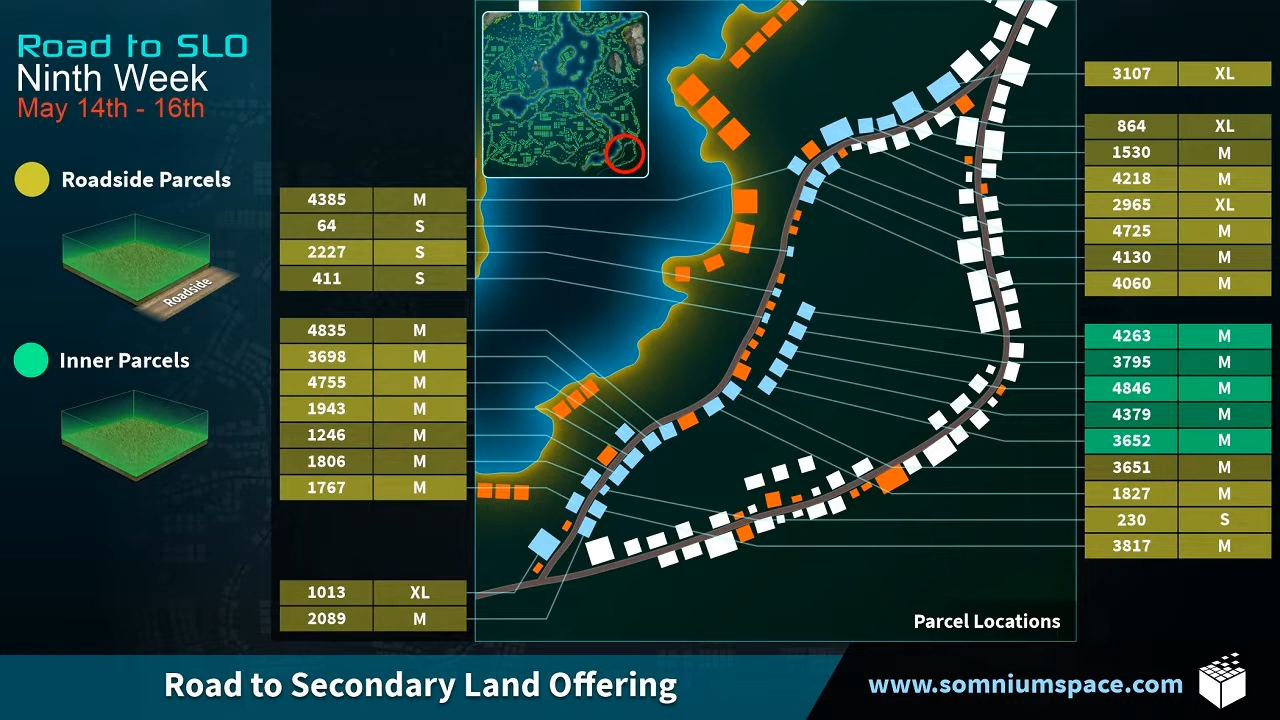 Road to SLO
Ninth Week
May 14th - 16th
Roadside Parcels
Roadside
Inner Parcels
4385 M
64 S
2227 S
411 S
4835 M
3698 M
4755 M
1943 M
1246 M
1806 M
1767 M
1013 XL
2089 M
3107 XL
864 XL
1530 M
4218 M
2965 XL
4725 M
4130 M
4060 M
4263 M
3795 M
4846 M
4379 M
3652 M
3651 M
1827 M
230 S
3817 M
Parcel Locations
Road to Secondary Land Offering
www.somniumspace.com